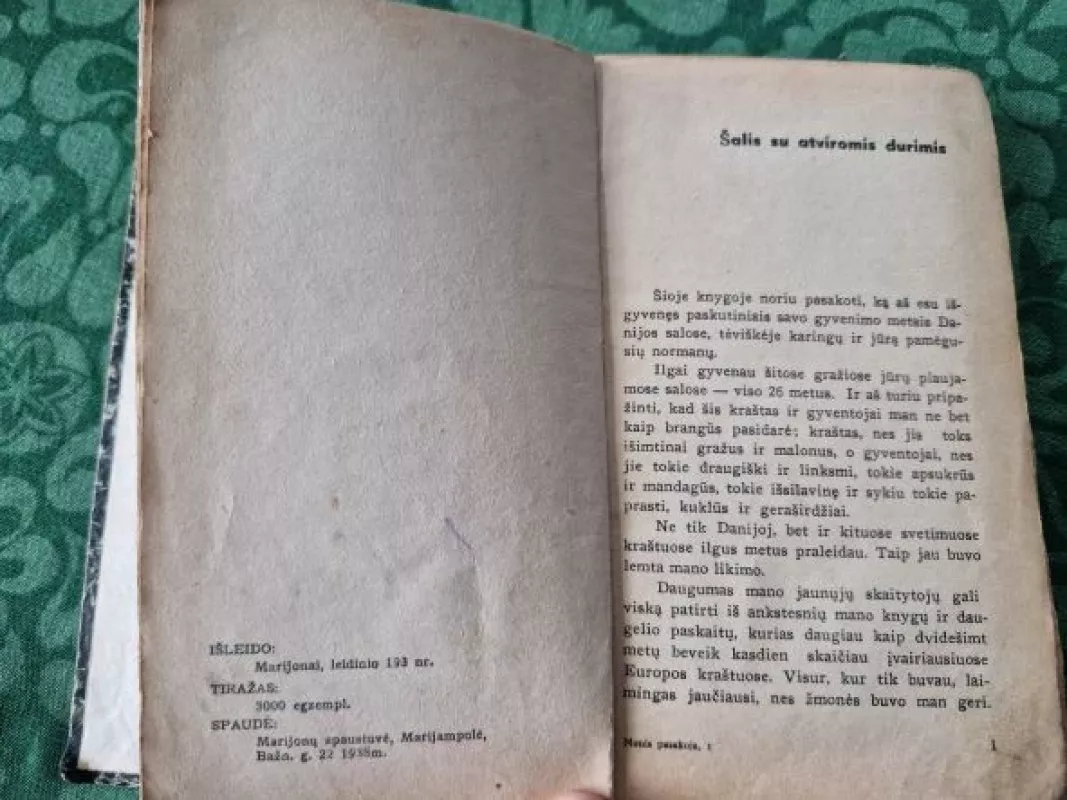 IŠLEIDO:
Marijonai, leidinio 193 nr.
TIRAŽAS:
3000 egzempl.
SPAUDĖ:
Marijonų spaustuvė, Marijampolė,
Bažn. g. 22 1938m.
Šalis su atviromis durimis
Šioje knygoje noriu pasakoti, ką aš esu iš-
gyvenęs paskutiniais savo gyvenimo metais Da-
nijos salose, tėviškėje karingų ir jūrą pamėgu-
sių normanų.
Ilgai gyvenau šitose gražiose jūrų plauja-
mose salose — viso 26 metus. Ir aš turiu pripa-
žinti, kad šis kraštas ir gyventojai man ne bet
kaip brangūs pasidarė; kraštas, nes jis toks
išimtinai gražus ir malonus, o gyventojai, nes
jie tokie draugiški ir linksmi, tokie apsukrūs
ir mandagūs, tokie išsilavinę ir sykiu tokie pa-
prasti, kuklūs ir geraširdžiai.
Ne tik Danijoj, bet ir kituose svetimuose
kraštuose ilgus metus praleidau. Taip jau buvo
lemta mano likimo.
Daugumas mano jaunųjų skaitytojų gali
viską patirti iš ankstesnių mano knygų ir dau-
gelio paskaitų, kurias daugiau kaip dvidešimt
metų beveik kasdien skaičiau įvairiausiuose
Europos kraštuose. Visur, kur tik buvau, lai-
mingas jaučiausi, nes žmonės buvo man geri.
pasakoja, 1
1